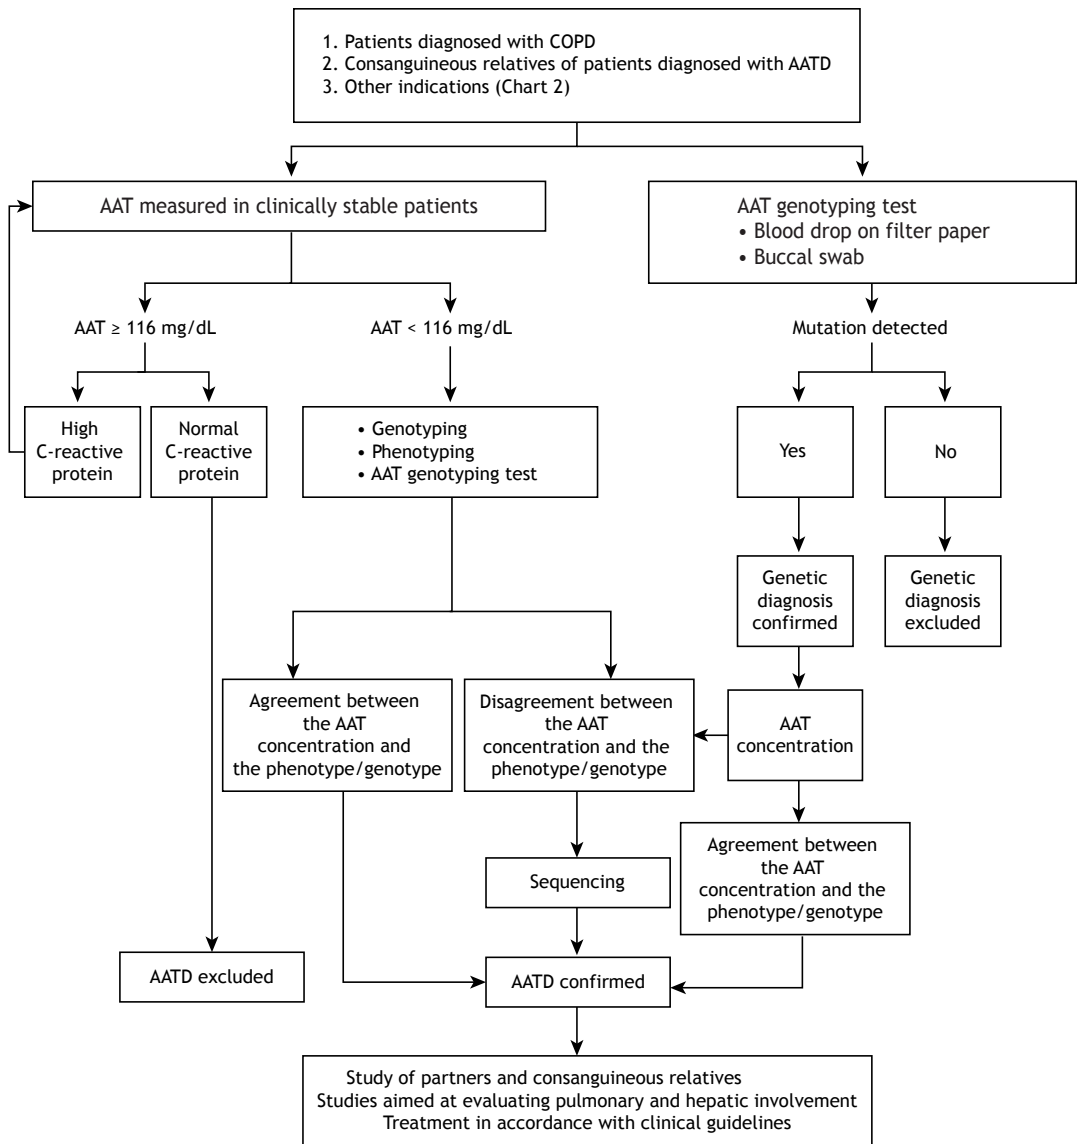 1. Patients diagnosed with COPD
2. Consanguineous relatives of patients diagnosed with AATD
3. Other indications (Chart 2)
AAT measured in clinically stable patients
AAT genotyping test
• Blood drop on filter paper
• Buccal swab
AAT ≥ 116 mg/dL
AAT < 116 mg/dL
Mutation detected
High
C-reactive
protein
Normal
C-reactive
protein
• Genotyping
• Phenotyping
• AAT genotyping test
Yes
No
Genetic
diagnosis
confirmed
Genetic
diagnosis
excluded
Agreement between
the AAT
concentration and
the phenotype/genotype
Disagreement between
the AAT
concentration and the
phenotype/genotype
AAT
concentration
Agreement between
the AAT
concentration and the
phenotype/genotype
Sequencing
AATD excluded
AATD confirmed
Study of partners and consanguineous relatives
Studies aimed at evaluating pulmonary and hepatic involvement
Treatment in accordance with clinical guidelines